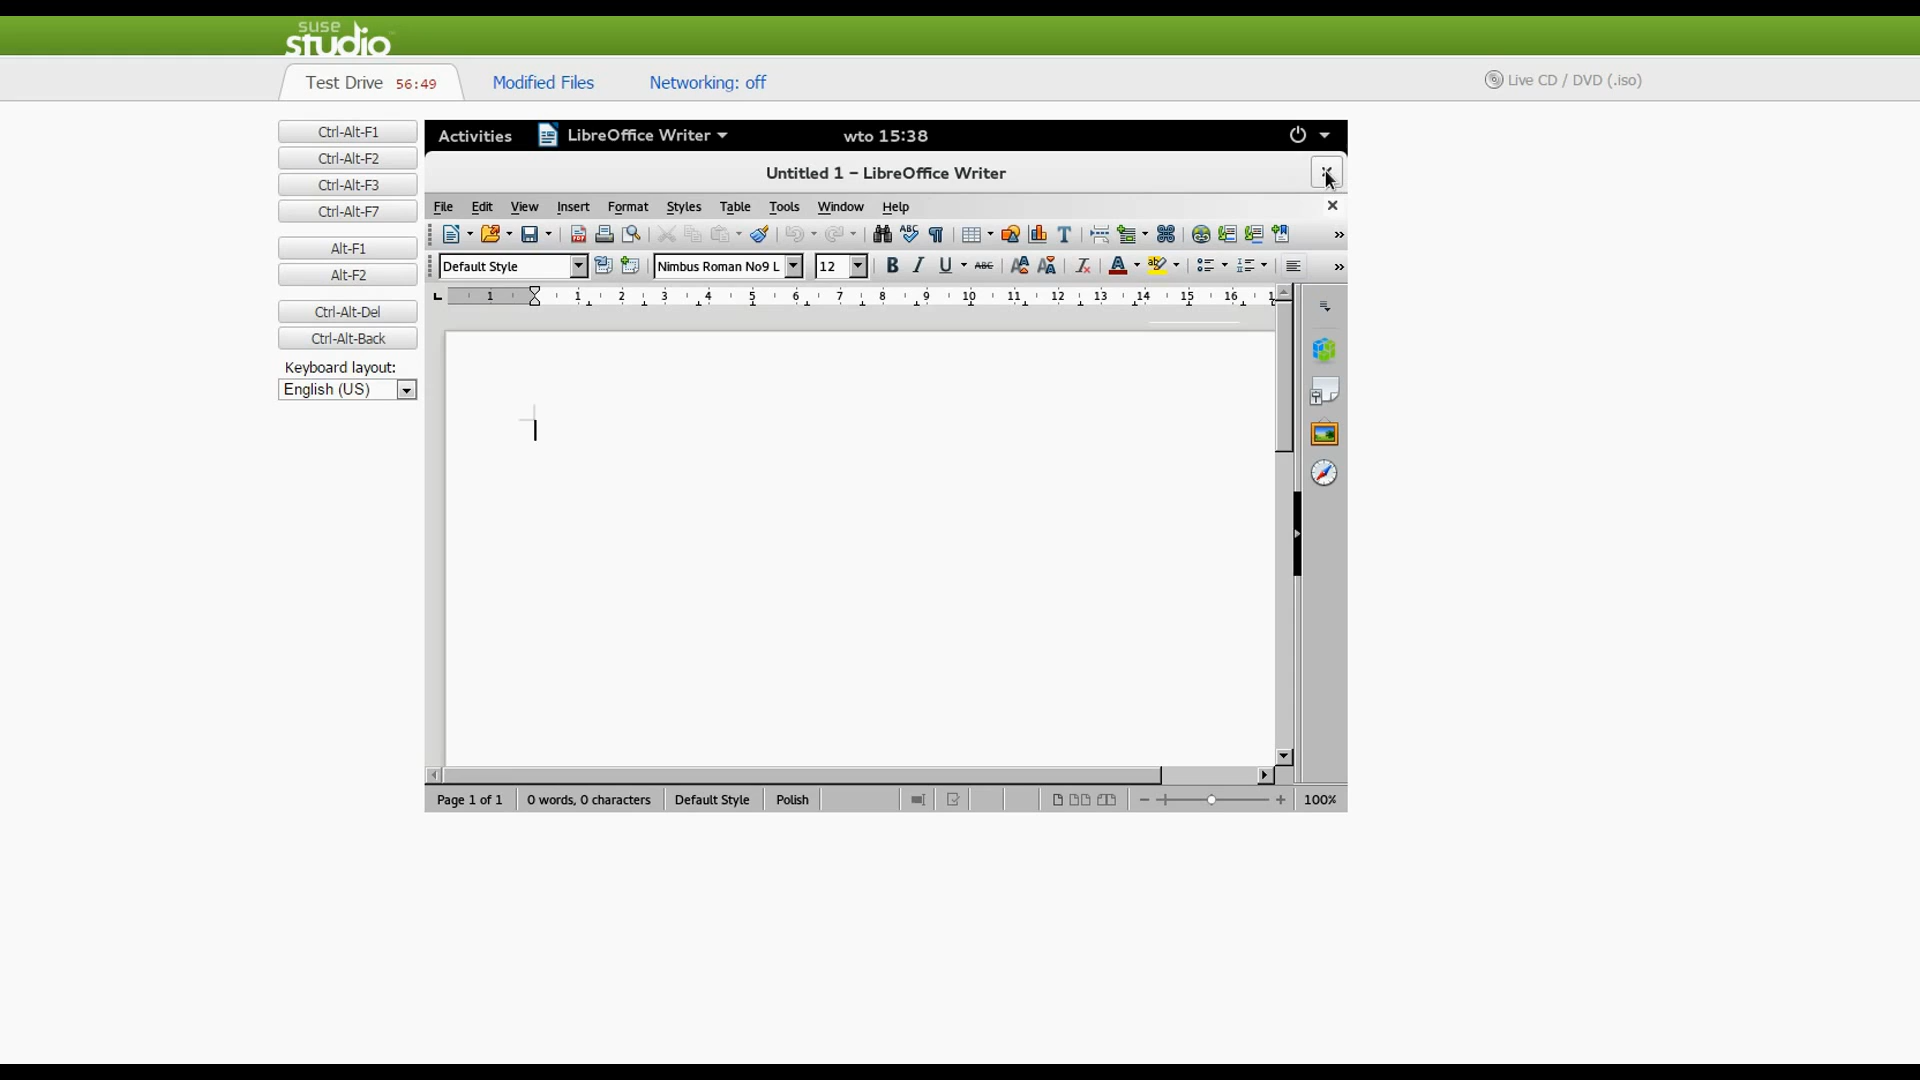 suse
studio
Test Drive 56:49 Modified Files Networking: off Live CD / DVD (.iso)
Ctrl-Alt-F1
Ctrl-Alt-F2
Ctrl-Alt-F3
Ctrl-Alt-F7
Alt-F1
Alt-F2
Ctrl-Alt-Del
Ctrl-Alt-Back
Keyboard layout:
English (US)
Activities LibreOffice Writer wto 15:38
Untitled 1 – LibreOffice Writer
File Edit View Insert Format Styles Table Tools Window Help
Default Style Nimbus Roman No9 L 12 B I U ABC
1 1 2 3 4 5 6 7 8 9 10 11 12 13 14 15 16
Page 1 of 1 0 words, 0 characters Default Style Polish 100%